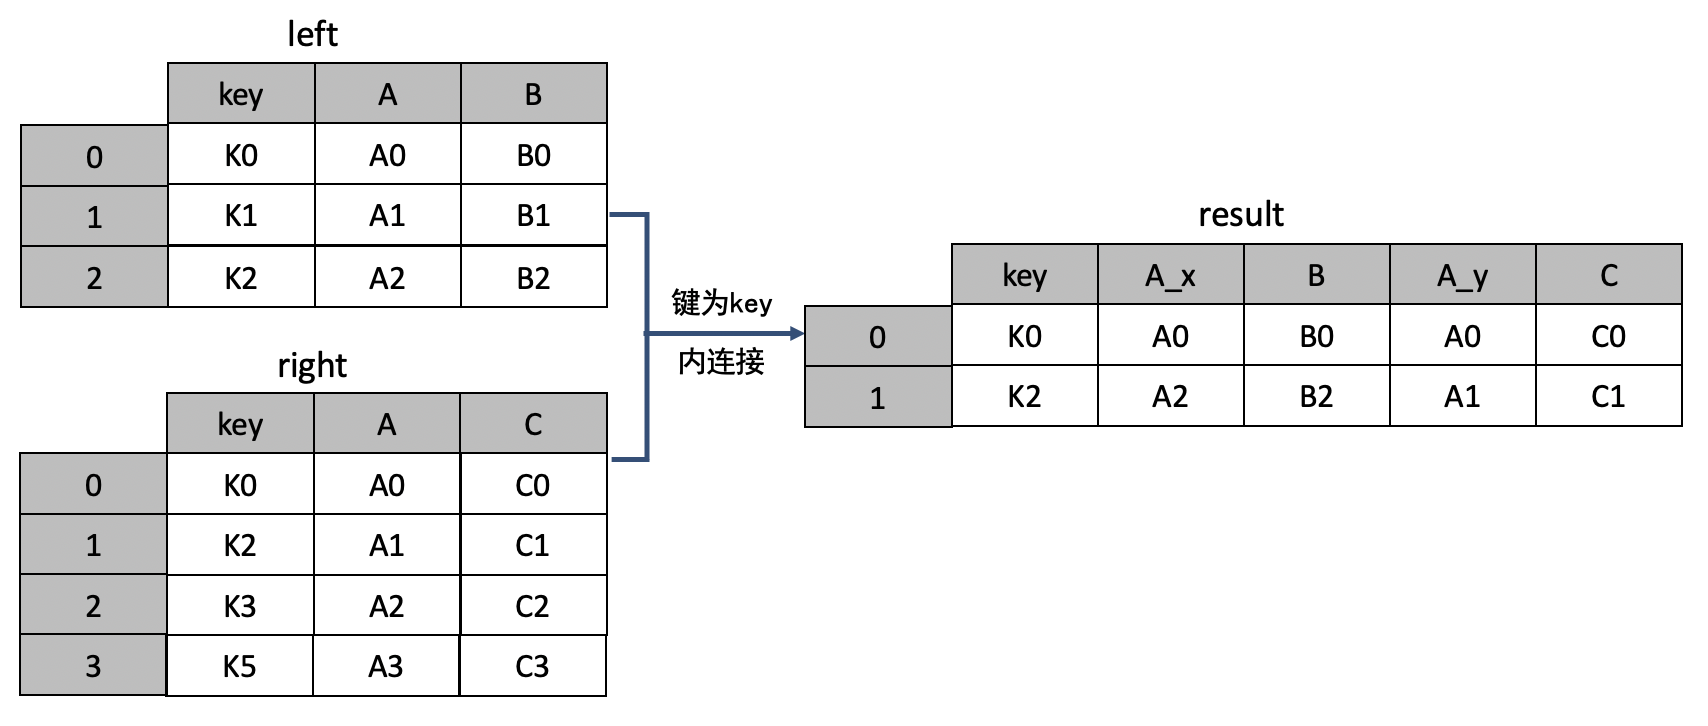 left
key A B
0 K0 A0 B0
1 K1 A1 B1
2 K2 A2 B2
right
key A C
0 K0 A0 C0
1 K2 A1 C1
2 K3 A2 C2
3 K5 A3 C3
键为key
内连接
result
key A_x B A_y C
0 K0 A0 B0 A0 C0
1 K2 A2 B2 A1 C1